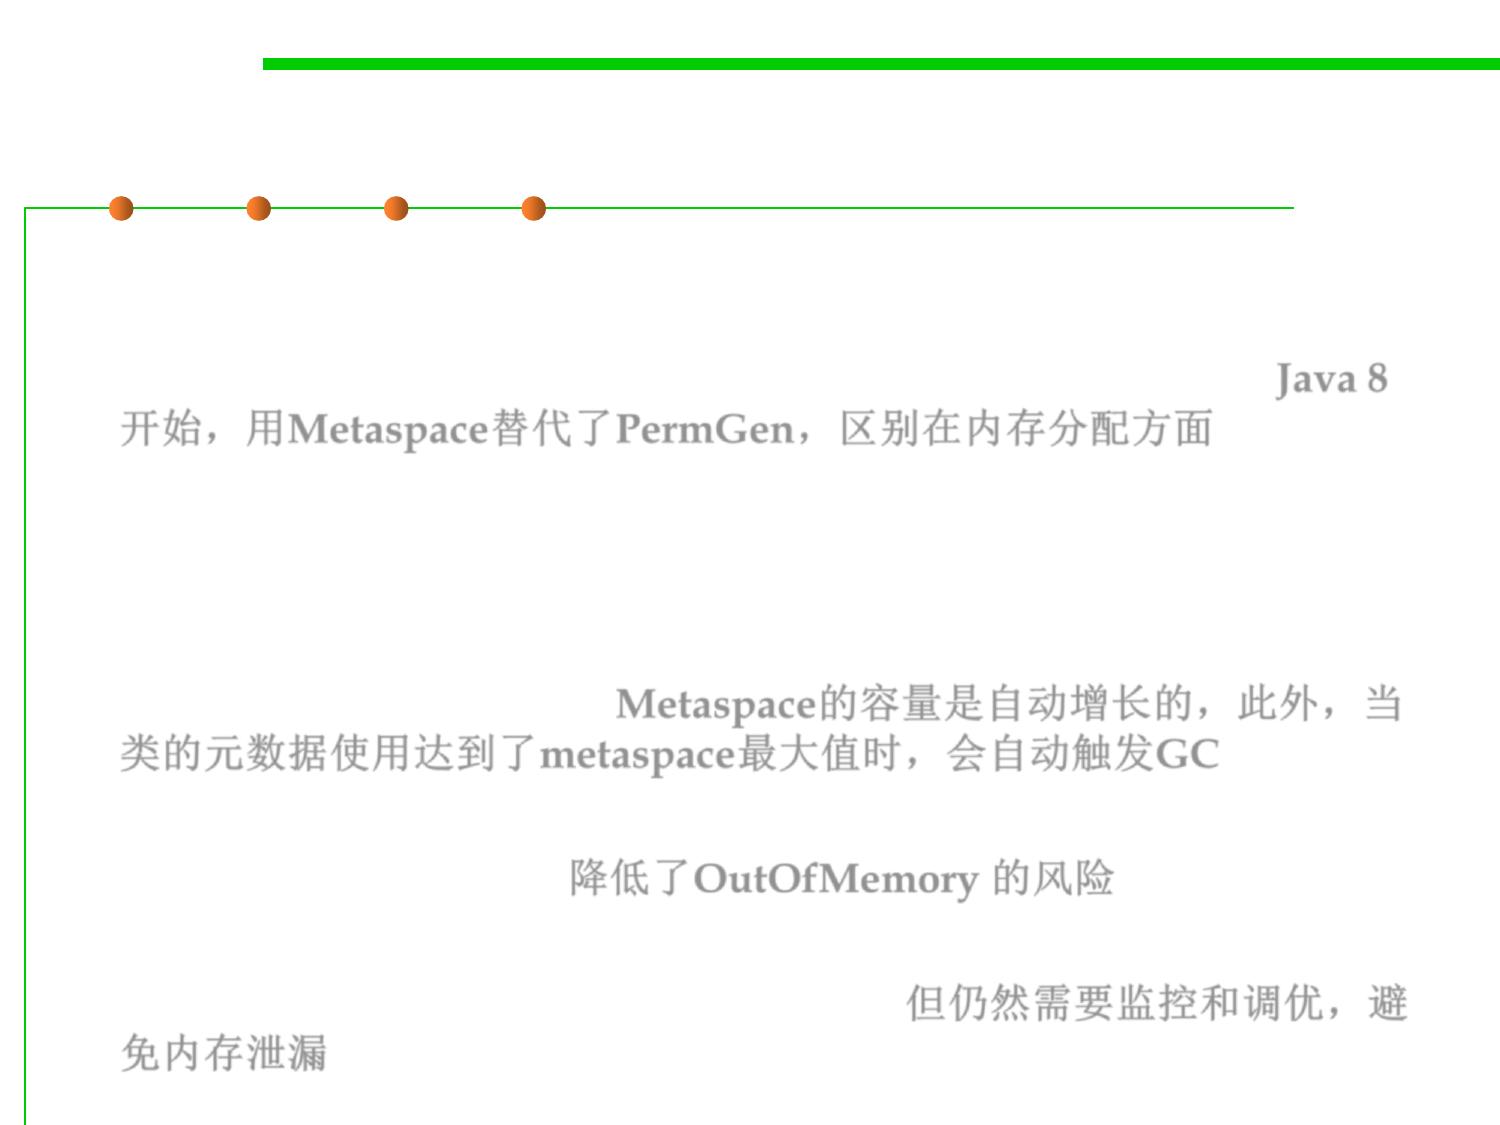 Java 8
开始，用Metaspace替代了PermGen，区别在内存分配方面
Metaspace的容量是自动增长的，此外，当
类的元数据使用达到了metaspace最大值时，会自动触发GC
降低了OutOfMemory 的风险
但仍然需要监控和调优，避
免内存泄漏